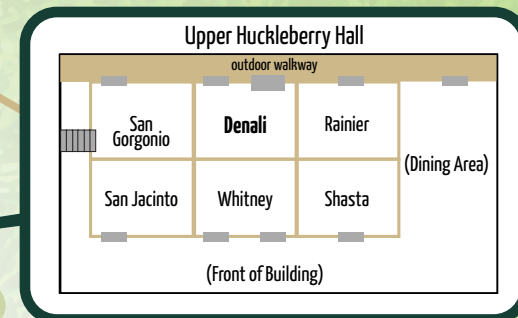 Upper Huckleberry Hall
outdoor walkway
San
Gorgonio
Denali
Rainier
(Dining Area)
San Jacinto
Whitney
Shasta
(Front of Building)